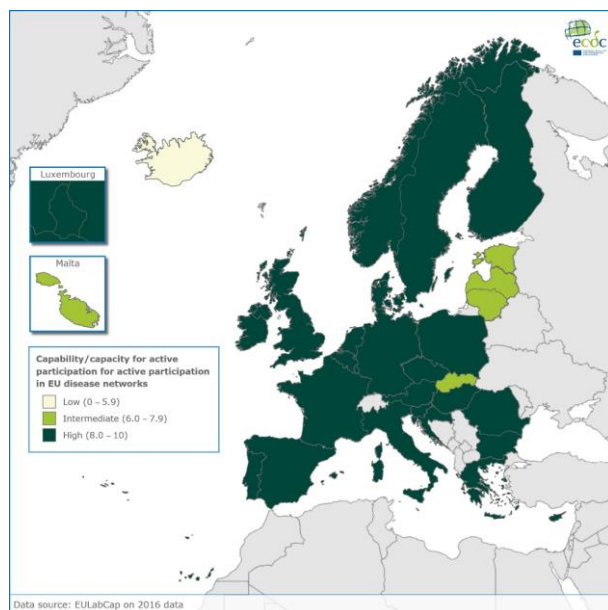 ecdc
Luxembourg
Malta
Capability/capacity for active
participation for active participation
in EU disease networks
Low (0 – 5.9)
Intermediate (6.0 – 7.9)
High (8.0 – 10)
Data source: EULabCap on 2016 data